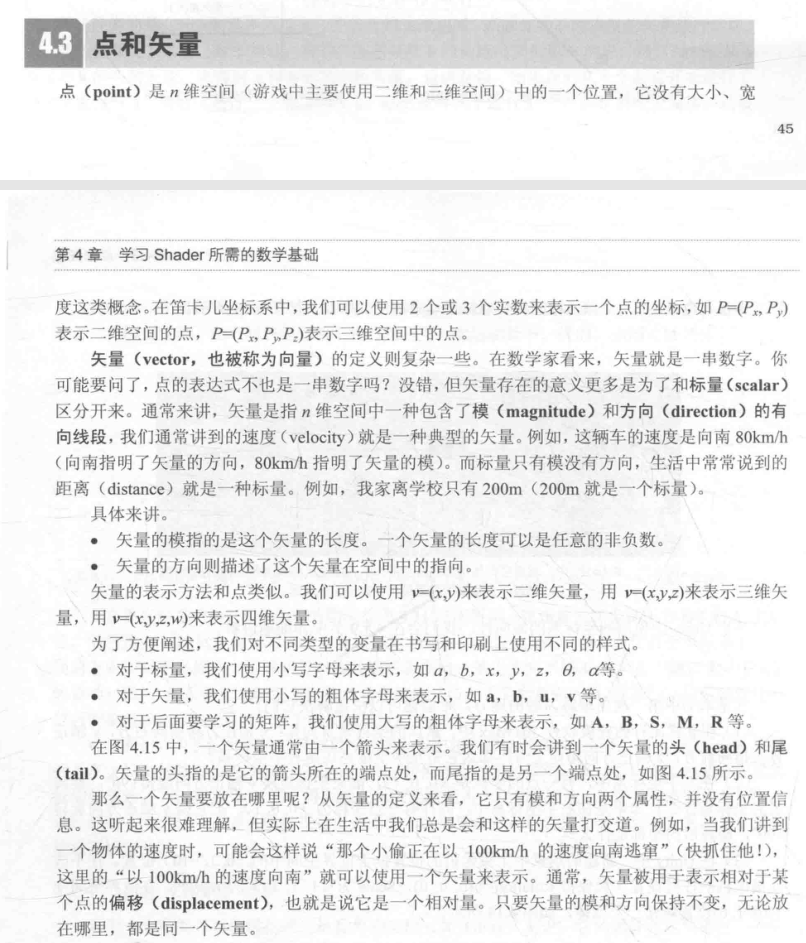 4.3 点和矢量
点（point）是 n 维空间（游戏中主要使用二维和三维空间）中的一个位置，它没有大小、宽
45
第 4 章 学习 Shader 所需的数学基础
度这类概念。在笛卡儿坐标系中，我们可以使用 2 个或 3 个实数来表示一个点的坐标，如 P=(Pₓ, Pᵧ)
表示二维空间的点，P=(Pₓ, Pᵧ,P_z)表示三维空间中的点。
矢量（vector，也被称为向量）的定义则复杂一些。在数学家看来，矢量就是一串数字。你
可能要问了，点的表达式不也是一串数字吗？没错，但矢量存在的意义更多是为了和标量（scalar）
区分开来。通常来讲，矢量是指 n 维空间中一种包含了模（magnitude）和方向（direction）的有
向线段，我们通常讲到的速度（velocity）就是一种典型的矢量。例如，这辆车的速度是向南 80km/h
（向南指明了矢量的方向，80km/h 指明了矢量的模）。而标量只有模没有方向，生活中常常说到的
距离（distance）就是一种标量。例如，我家离学校只有 200m（200m 就是一个标量）。
具体来讲。
• 矢量的模指的是这个矢量的长度。一个矢量的长度可以是任意的非负数。
• 矢量的方向则描述了这个矢量在空间中的指向。
矢量的表示方法和点类似。我们可以使用 v=(x,y)来表示二维矢量，用 v=(x,y,z)来表示三维矢
量，用 v=(x,y,z,w)来表示四维矢量。
为了方便阐述，我们对不同类型的变量在书写和印刷上使用不同的样式。
• 对于标量，我们使用小写字母来表示，如 a，b，x，y，z，θ，α等。
• 对于矢量，我们使用小写的粗体字母来表示，如 a，b，u，v 等。
• 对于后面要学习的矩阵，我们使用大写的粗体字母来表示，如 A，B，S，M，R 等。
在图 4.15 中，一个矢量通常由一个箭头来表示。我们有时会讲到一个矢量的头（head）和尾
（tail）。矢量的头指的是它的箭头所在的端点处，而尾指的是另一个端点处，如图 4.15 所示。
那么一个矢量要放在哪里呢？从矢量的定义来看，它只有模和方向两个属性，并没有位置信
息。这听起来很难理解，但实际上在生活中我们总是会和这样的矢量打交道。例如，当我们讲到
一个物体的速度时，可能会这样说“那个小偷正在以 100km/h 的速度向南逃窜”（快抓住他！），
这里的“以 100km/h 的速度向南”就可以使用一个矢量来表示。通常，矢量被用于表示相对于某
个点的偏移（displacement），也就是说它是一个相对量。只要矢量的模和方向保持不变，无论放
在哪里，都是同一个矢量。